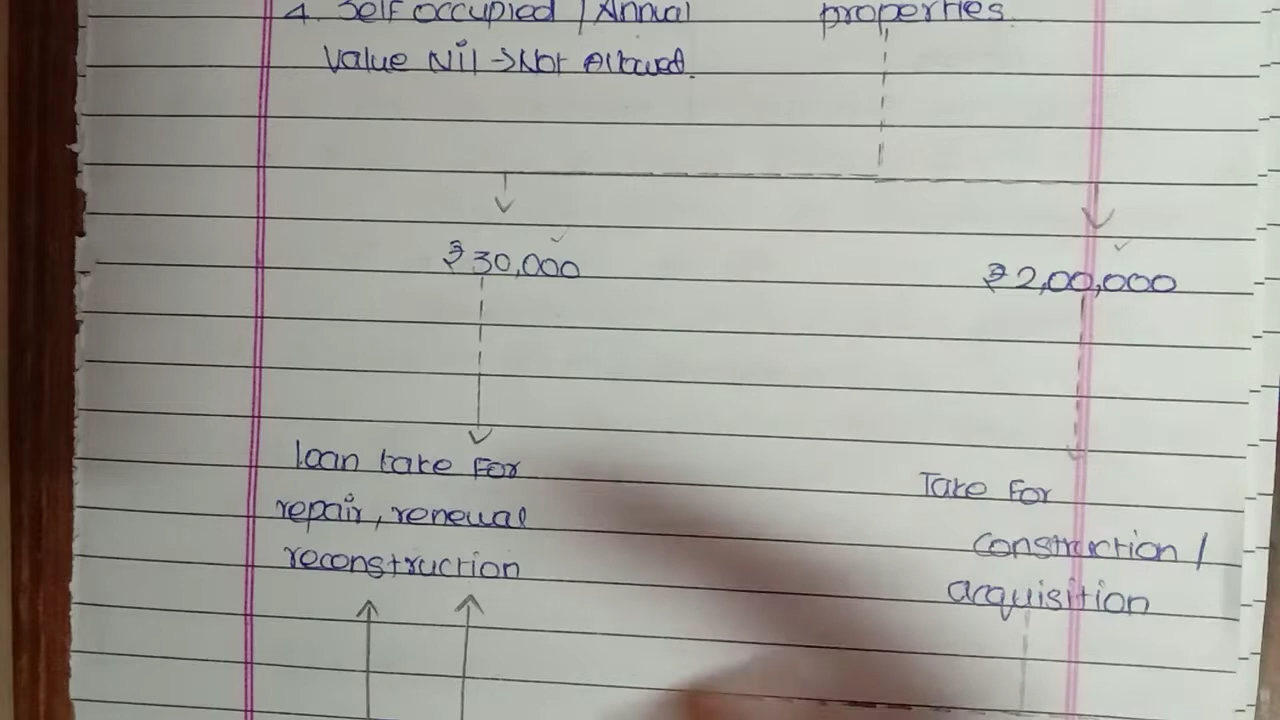 4. Self occupied / Annual
Value Nil → Not Allowed.
properties.
₹ 30,000
₹ 2,00,000
loan take For
repair, renewal
reconstruction
Take For
Construction /
acquisition